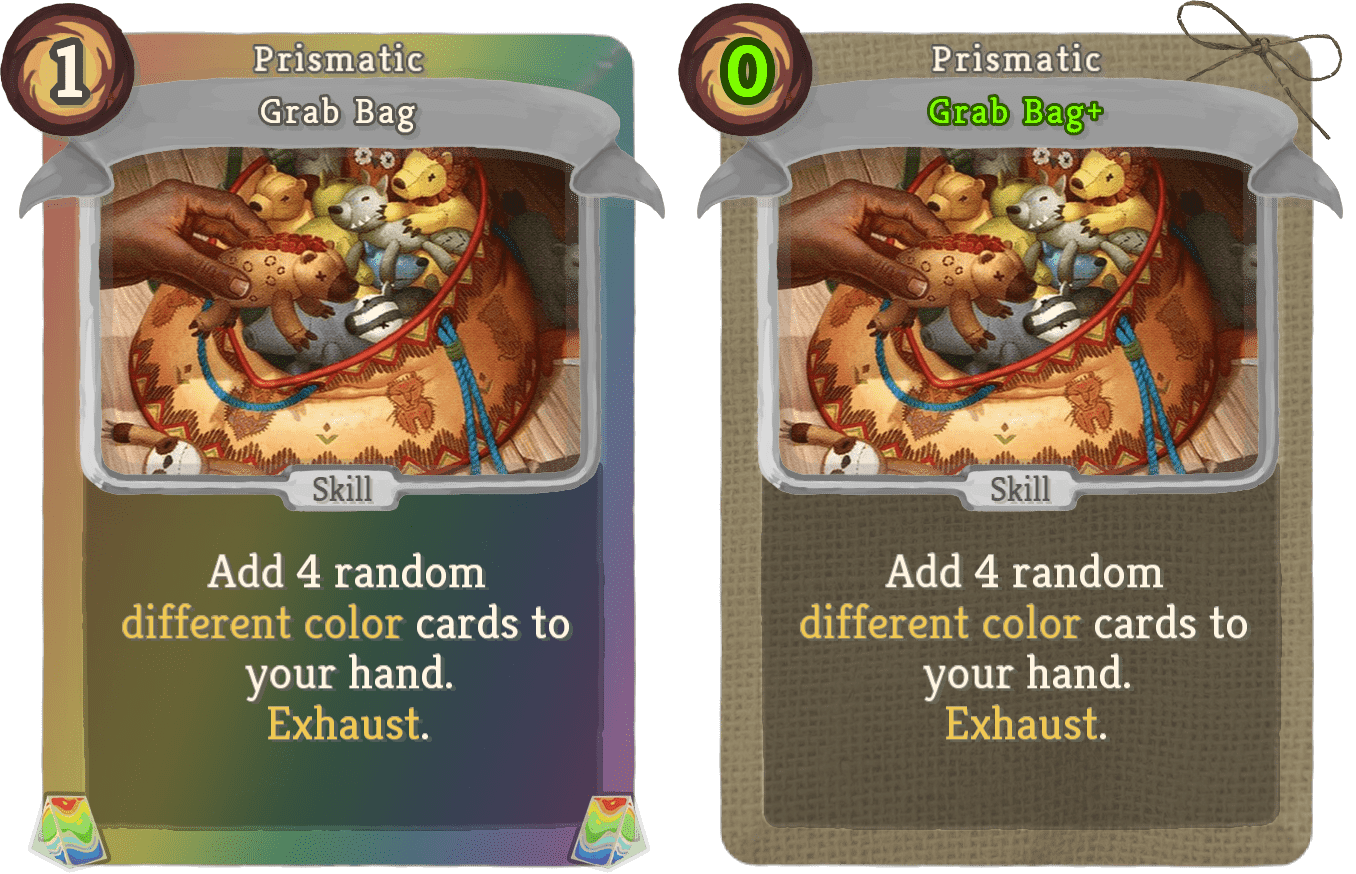 1
Prismatic
Grab Bag
Skill
Add 4 random
different color cards to
your hand.
Exhaust.
0
Prismatic
Grab Bag+
Skill
Add 4 random
different color cards to
your hand.
Exhaust.